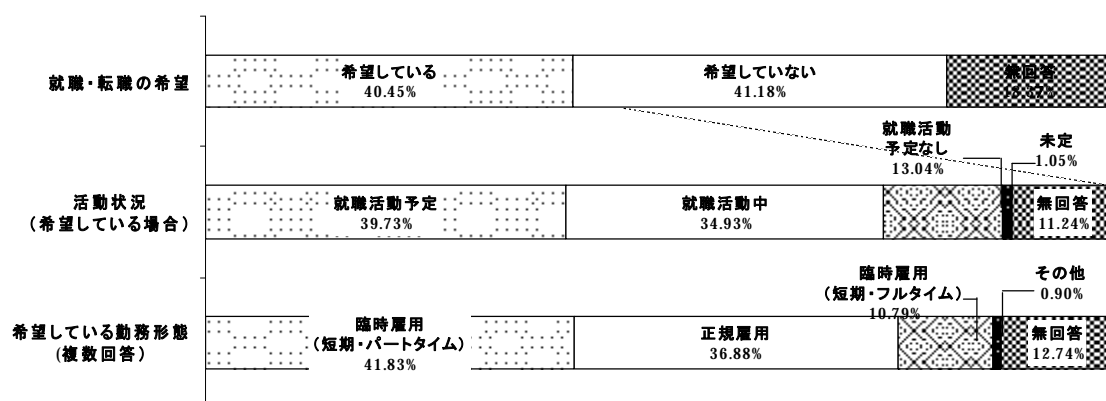 就職・転職の希望
希望している
40.45%
希望していない
41.18%
無回答
就職活動
予定なし
13.04%
未定
1.05%
活動状況
（希望している場合）
就職活動予定
39.73%
就職活動中
34.93%
無回答
11.24%
臨時雇用
（短期・フルタイム）
10.79%
その他
0.90%
希望している勤務形態
(複数回答)
臨時雇用
（短期・パートタイム）
41.83%
正規雇用
36.88%
無回答
12.74%